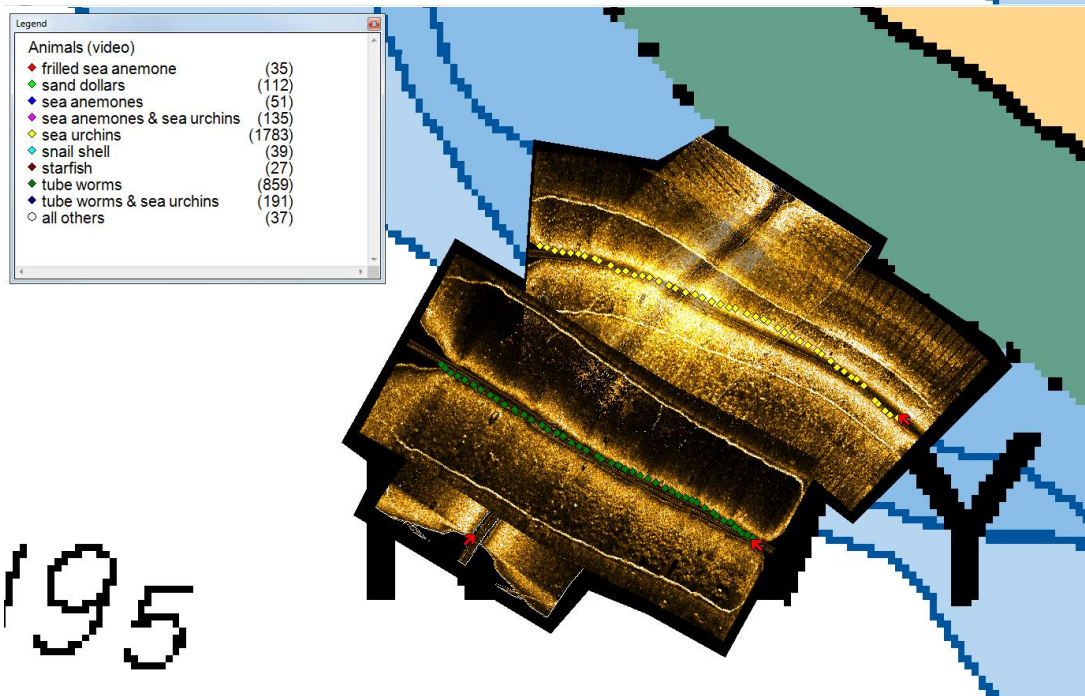 Legend
Animals (video)
frilled sea anemone (35)
sand dollars (112)
sea anemones (51)
sea anemones & sea urchins (135)
sea urchins (1783)
snail shell (39)
starfish (27)
tube worms (859)
tube worms & sea urchins (191)
all others (37)
Y
195